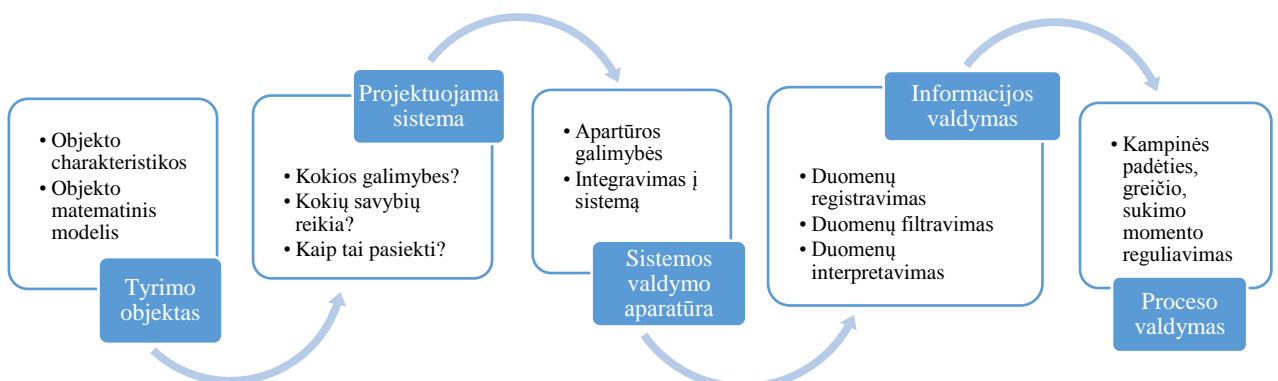 • Objekto
charakteristikos
• Objekto
matematinis
modelis
Tyrimo
objektas
Projektuojama
sistema
• Kokios galimybes?
• Kokių savybių
reikia?
• Kaip tai pasiekti?
• Apartūros
galimybės
• Integravimas į
sistemą
Sistemos
valdymo
aparatūra
Informacijos
valdymas
• Duomenų
registravimas
• Duomenų filtravimas
• Duomenų
interpretavimas
• Kampinės
padėties,
greičio,
sukimo
momento
reguliavimas
Proceso
valdymas